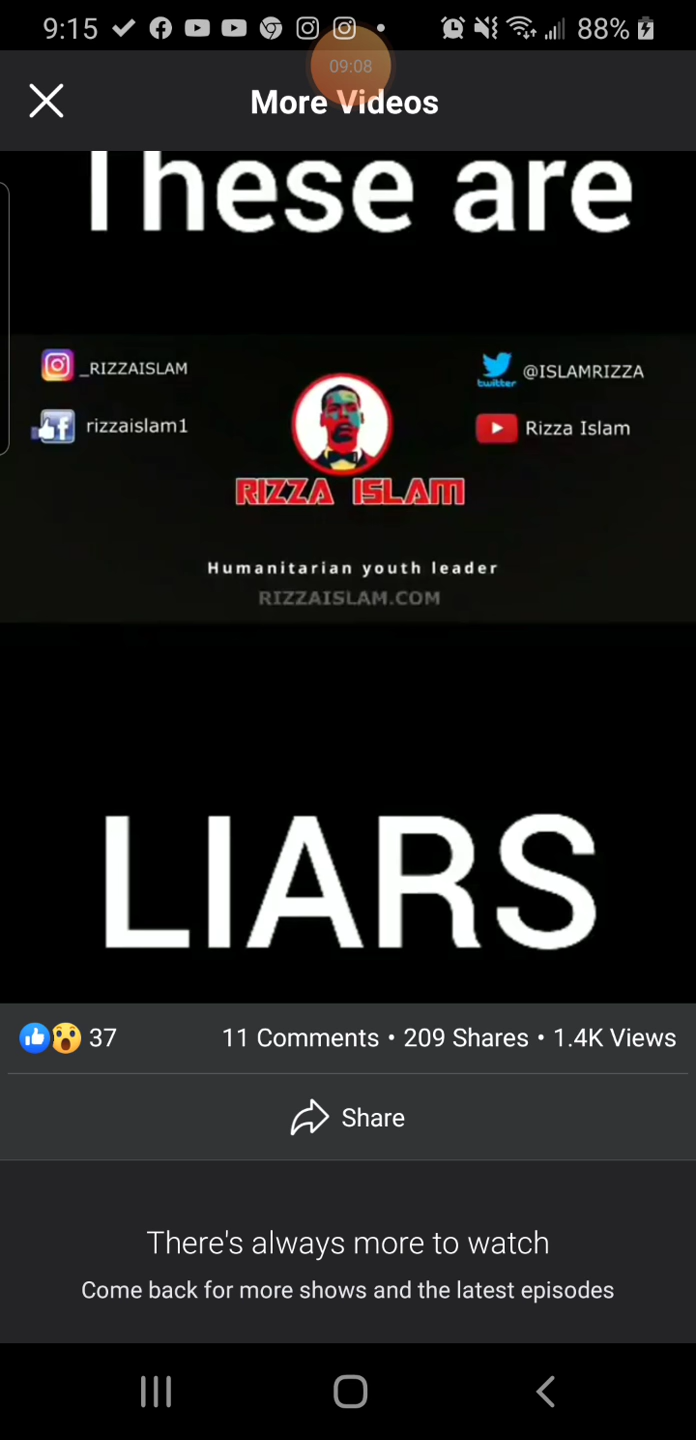 9:15
88%
09:08
More Videos
These are
_RIZZAISLAM
twitter
@ISLAMRIZZA
rizzaislam1
Rizza Islam
RIZZA ISLAM
Humanitarian youth leader
RIZZAISLAM.COM
LIARS
37
11 Comments • 209 Shares • 1.4K Views
Share
There's always more to watch
Come back for more shows and the latest episodes